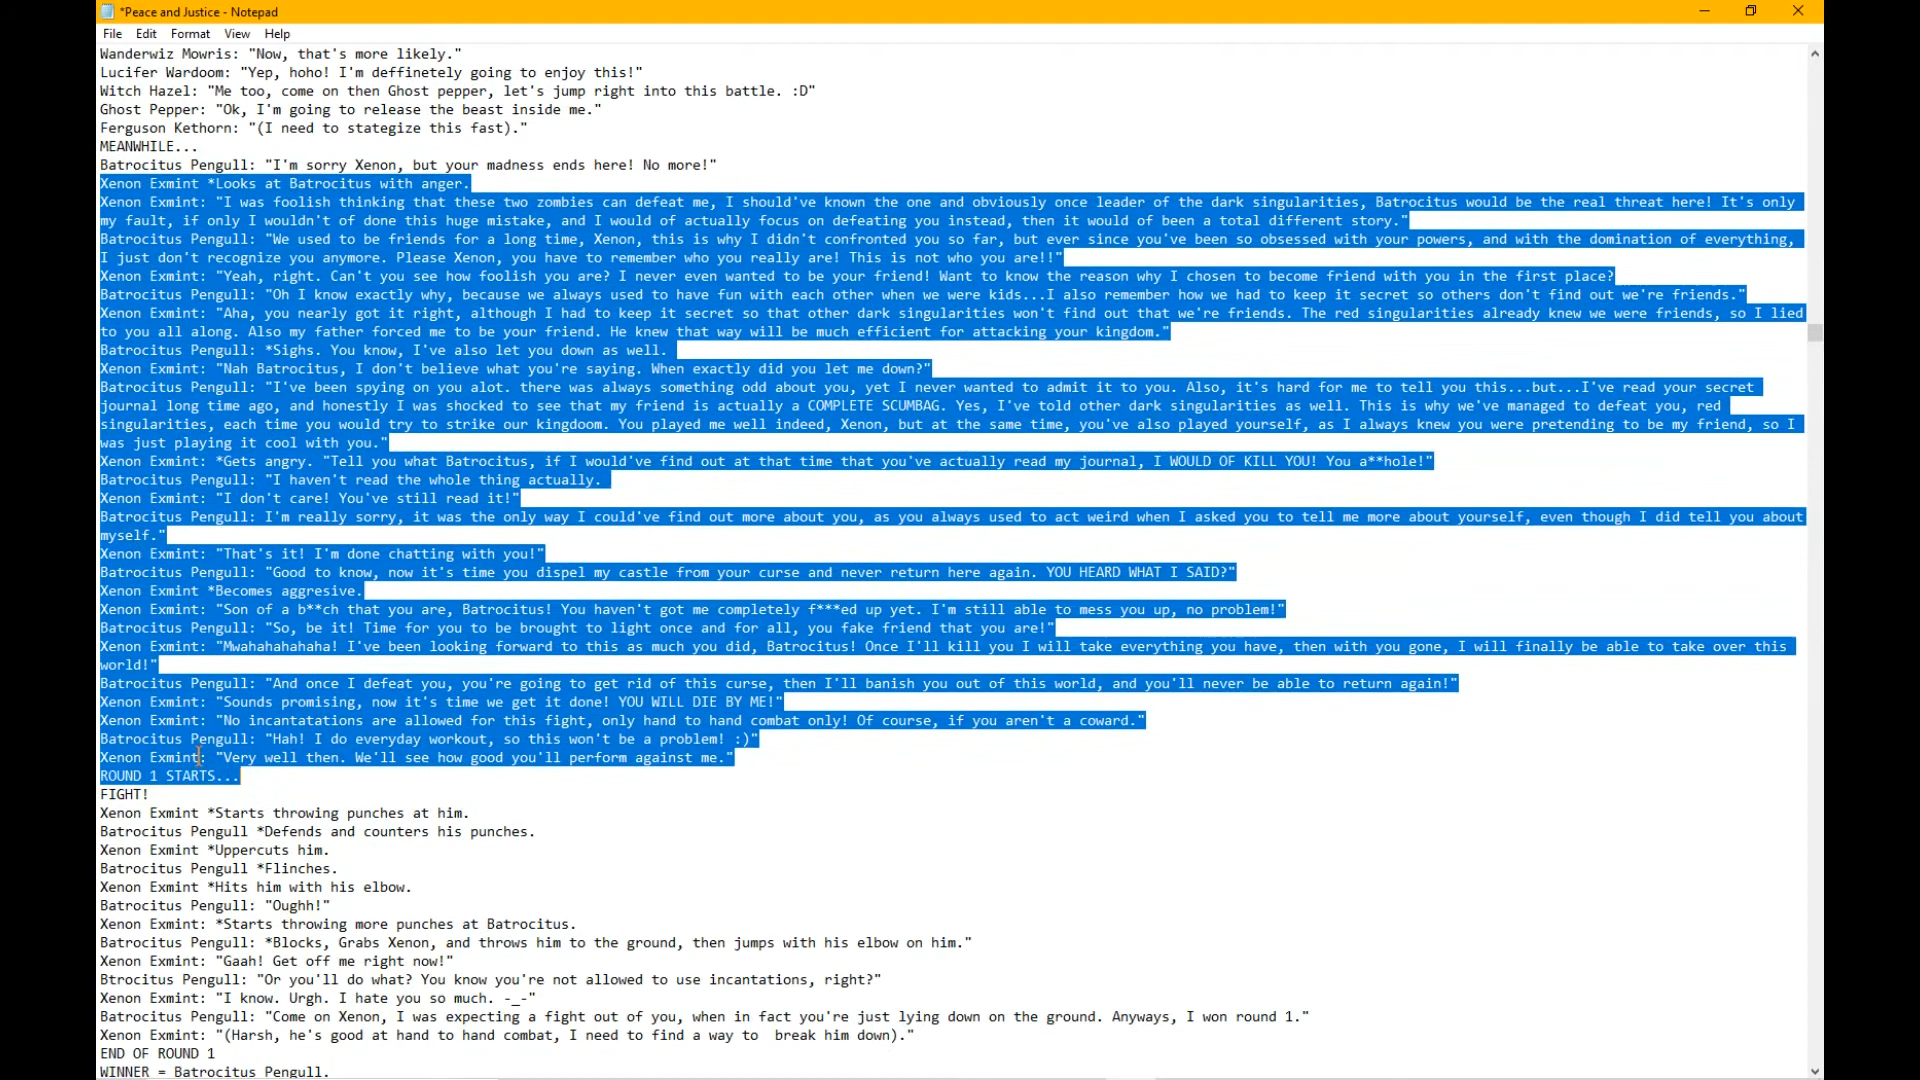 *Peace and Justice - Notepad
File Edit Format View Help
Wanderwiz Mowris: "Now, that's more likely."
Lucifer Wardoom: "Yep, hoho! I'm deffinetely going to enjoy this!"
Witch Hazel: "Me too, come on then Ghost pepper, let's jump right into this battle. :D"
Ghost Pepper: "Ok, I'm going to release the beast inside me."
Ferguson Kethorn: "(I need to stategize this fast)."
MEANWHILE...
Batrocitus Pengull: "I'm sorry Xenon, but your madness ends here! No more!"
Xenon Exmint *Looks at Batrocitus with anger.
Xenon Exmint: "I was foolish thinking that these two zombies can defeat me, I should've known the one and obviously once leader of the dark singularities, Batrocitus would be the real threat here! It's only
my fault, if only I wouldn't of done this huge mistake, and I would of actually focus on defeating you instead, then it would of been a total different story."
Batrocitus Pengull: "We used to be friends for a long time, Xenon, this is why I didn't confronted you so far, but ever since you've been so obsessed with your powers, and with the domination of everything,
I just don't recognize you anymore. Please Xenon, you have to remember who you really are! This is not who you are!!"
Xenon Exmint: "Yeah, right. Can't you see how foolish you are? I never even wanted to be your friend! Want to know the reason why I chosen to become friend with you in the first place?
Batrocitus Pengull: "Oh I know exactly why, because we always used to have fun with each other when we were kids...I also remember how we had to keep it secret so others don't find out we're friends."
Xenon Exmint: "Aha, you nearly got it right, although I had to keep it secret so that other dark singularities won't find out that we're friends. The red singularities already knew we were friends, so I lied
to you all along. Also my father forced me to be your friend. He knew that way will be much efficient for attacking your kingdom."
Batrocitus Pengull: *Sighs. You know, I've also let you down as well.
Xenon Exmint: "Nah Batrocitus, I don't believe what you're saying. When exactly did you let me down?"
Batrocitus Pengull: "I've been spying on you alot. there was always something odd about you, yet I never wanted to admit it to you. Also, it's hard for me to tell you this...but...I've read your secret
journal long time ago, and honestly I was shocked to see that my friend is actually a COMPLETE SCUMBAG. Yes, I've told other dark singularities as well. This is why we've managed to defeat you, red
singularities, each time you would try to strike our kingdoom. You played me well indeed, Xenon, but at the same time, you've also played yourself, as I always knew you were pretending to be my friend, so I
was just playing it cool with you."
Xenon Exmint: *Gets angry. "Tell you what Batrocitus, if I would've find out at that time that you've actually read my journal, I WOULD OF KILL YOU! You a**hole!"
Batrocitus Pengull: "I haven't read the whole thing actually.
Xenon Exmint: "I don't care! You've still read it!"
Batrocitus Pengull: I'm really sorry, it was the only way I could've find out more about you, as you always used to act weird when I asked you to tell me more about yourself, even though I did tell you about
myself."
Xenon Exmint: "That's it! I'm done chatting with you!"
Batrocitus Pengull: "Good to know, now it's time you dispel my castle from your curse and never return here again. YOU HEARD WHAT I SAID?"
Xenon Exmint *Becomes aggresive.
Xenon Exmint: "Son of a b**ch that you are, Batrocitus! You haven't got me completely f***ed up yet. I'm still able to mess you up, no problem!"
Batrocitus Pengull: "So, be it! Time for you to be brought to light once and for all, you fake friend that you are!"
Xenon Exmint: "Mwahahahahaha! I've been looking forward to this as much you did, Batrocitus! Once I'll kill you I will take everything you have, then with you gone, I will finally be able to take over this
world!"
Batrocitus Pengull: "And once I defeat you, you're going to get rid of this curse, then I'll banish you out of this world, and you'll never be able to return again!"
Xenon Exmint: "Sounds promising, now it's time we get it done! YOU WILL DIE BY ME!"
Xenon Exmint: "No incantatations are allowed for this fight, only hand to hand combat only! Of course, if you aren't a coward."
Batrocitus Pengull: "Hah! I do everyday workout, so this won't be a problem! :)"
Xenon Exmint: "Very well then. We'll see how good you'll perform against me."
ROUND 1 STARTS...
FIGHT!
Xenon Exmint *Starts throwing punches at him.
Batrocitus Pengull *Defends and counters his punches.
Xenon Exmint *Uppercuts him.
Batrocitus Pengull *Flinches.
Xenon Exmint *Hits him with his elbow.
Batrocitus Pengull: "Oughh!"
Xenon Exmint: *Starts throwing more punches at Batrocitus.
Batrocitus Pengull: *Blocks, Grabs Xenon, and throws him to the ground, then jumps with his elbow on him."
Xenon Exmint: "Gaah! Get off me right now!"
Btrocitus Pengull: "Or you'll do what? You know you're not allowed to use incantations, right?"
Xenon Exmint: "I know. Urgh. I hate you so much. -_-"
Batrocitus Pengull: "Come on Xenon, I was expecting a fight out of you, when in fact you're just lying down on the ground. Anyways, I won round 1."
Xenon Exmint: "(Harsh, he's good at hand to hand combat, I need to find a way to  break him down)."
END OF ROUND 1
WINNER = Batrocitus Pengull.